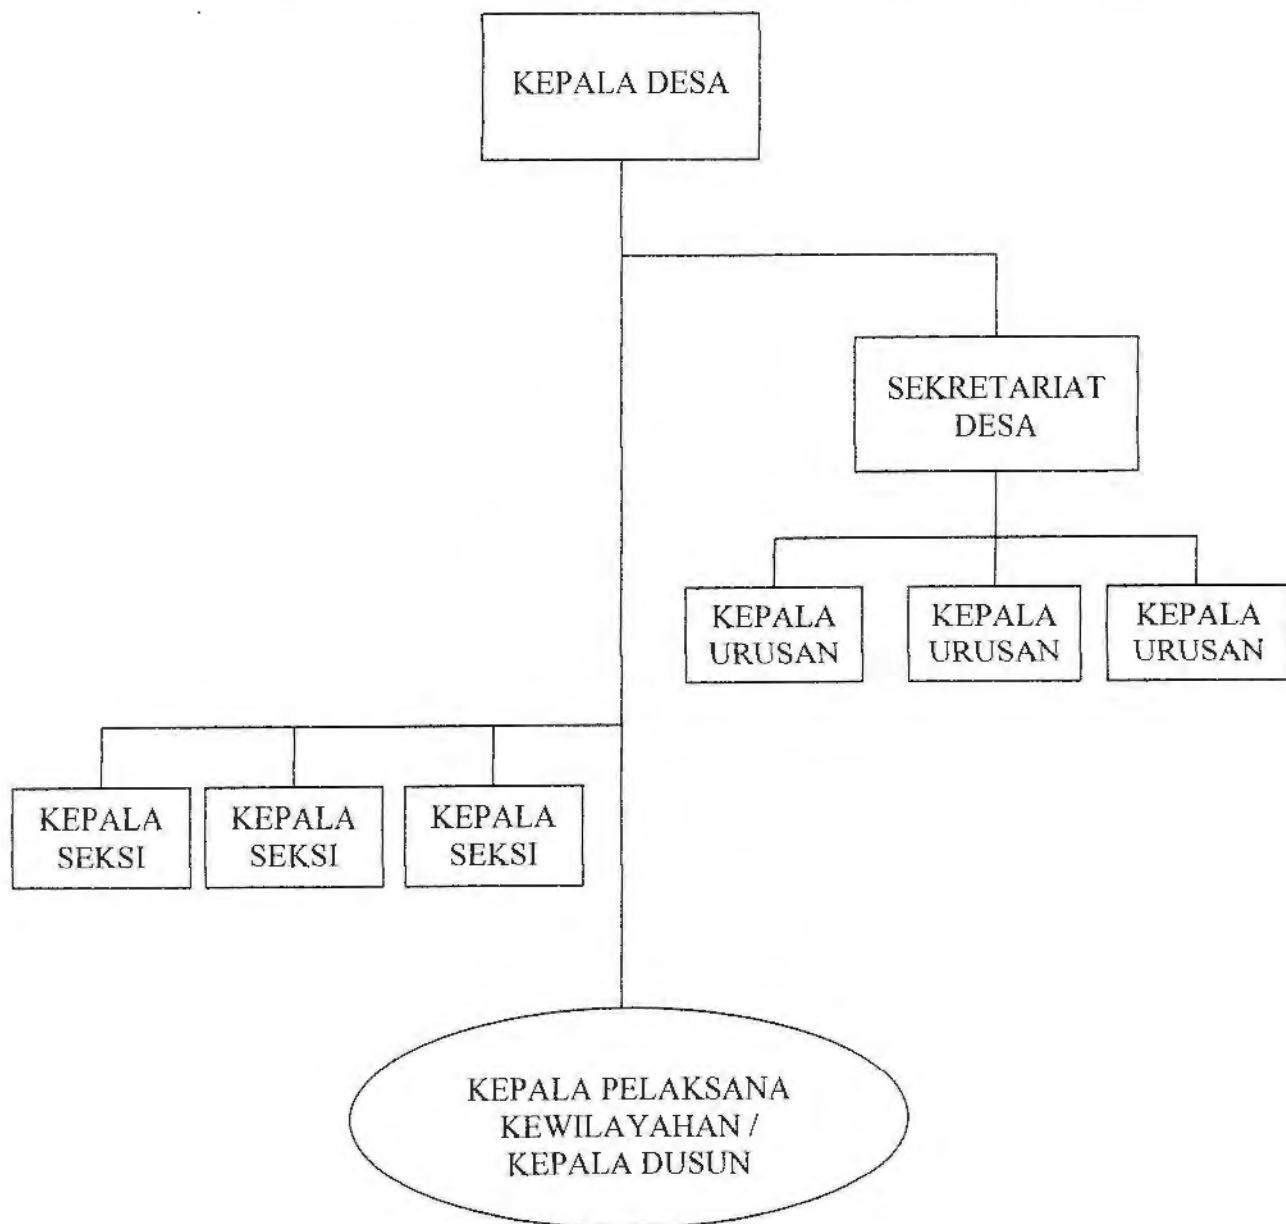 KEPALA DESA
SEKRETARIAT
DESA
KEPALA
URUSAN
KEPALA
URUSAN
KEPALA
URUSAN
KEPALA
SEKSI
KEPALA
SEKSI
KEPALA
SEKSI
KEPALA PELAKSANA
KEWILAYAHAN /
KEPALA DUSUN